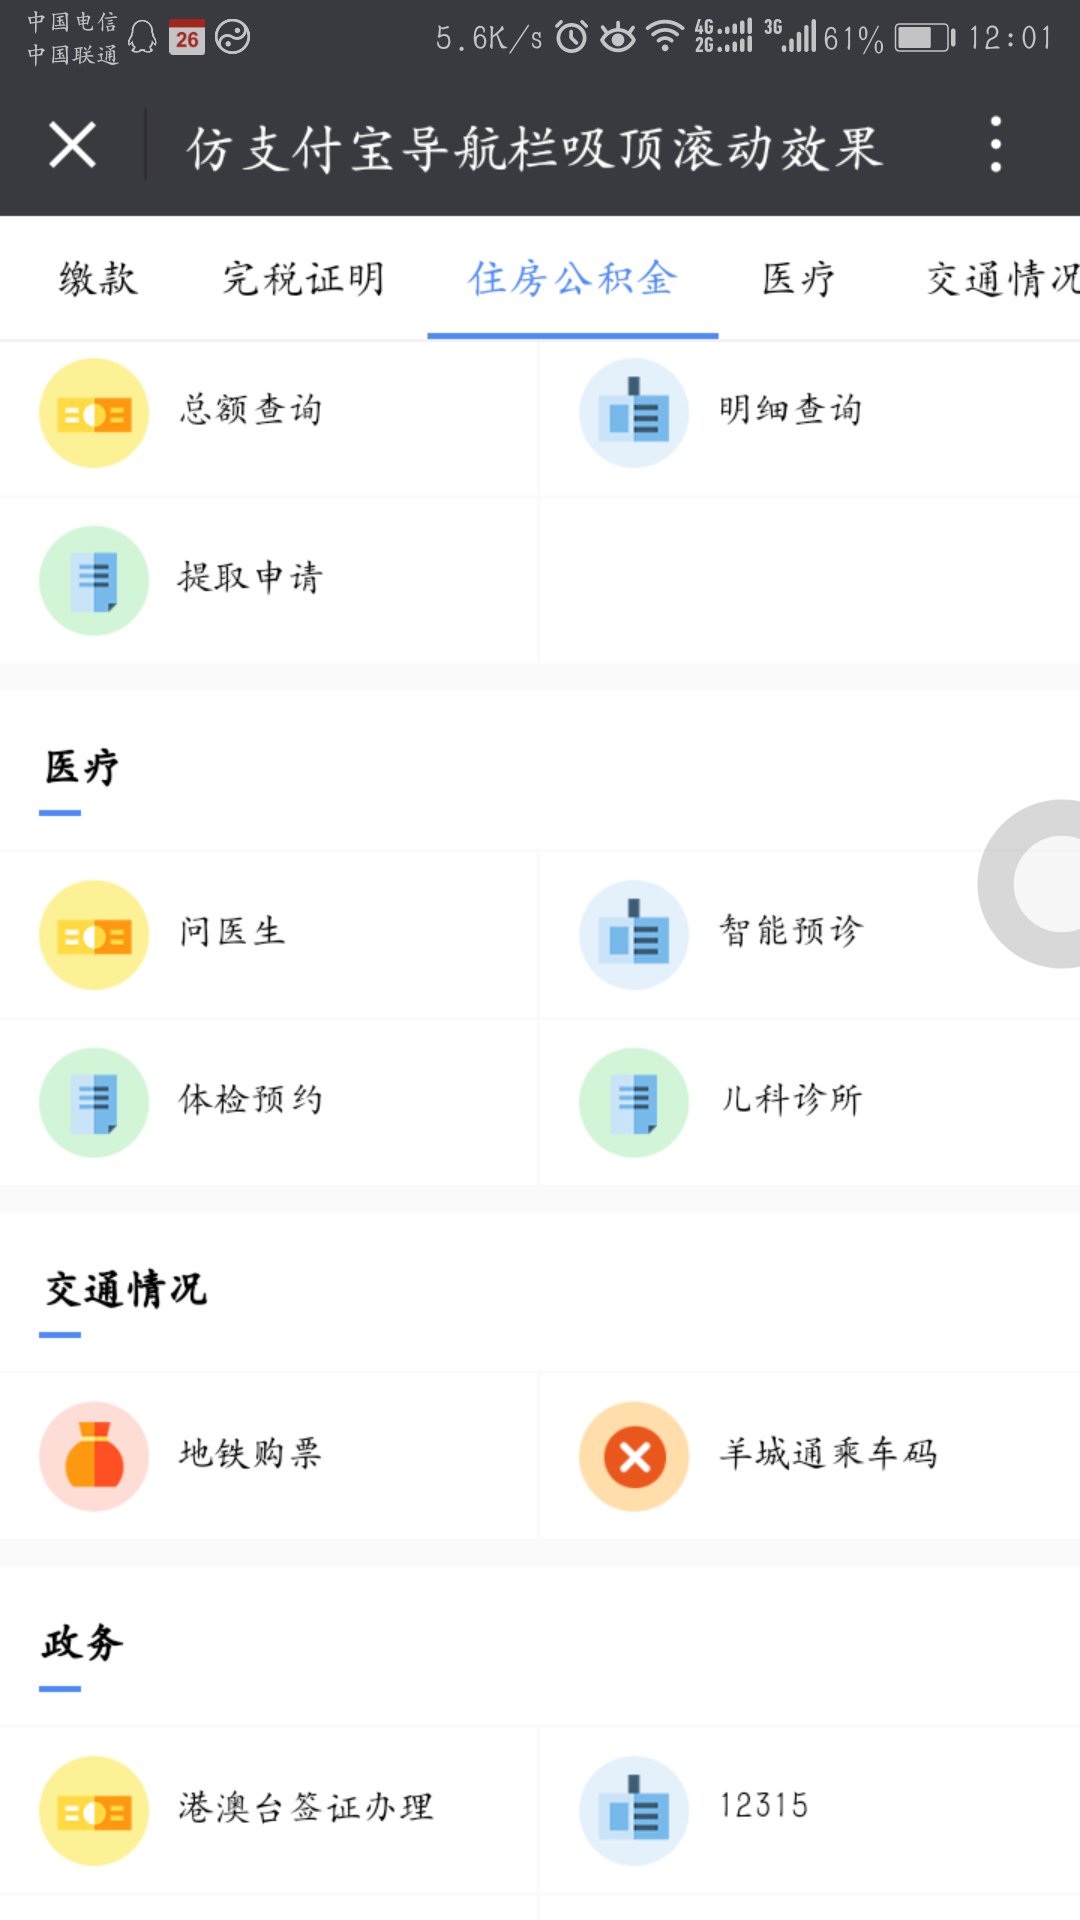 中国电信
中国联通
26
5.6K/s
4G
2G
3G
61%
12:01
仿支付宝导航栏吸顶滚动效果
缴款 完税证明 住房公积金 医疗 交通情况
总额查询 明细查询
提取申请
医疗
问医生 智能预诊
体检预约 儿科诊所
交通情况
地铁购票 羊城通乘车码
政务
港澳台签证办理 12315